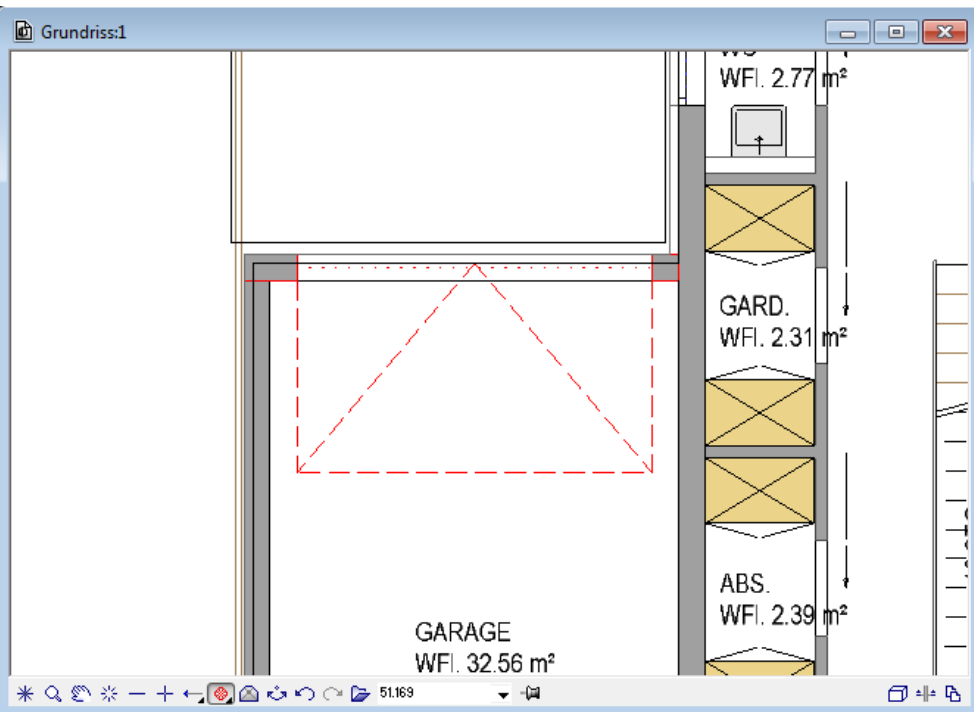 Grundriss:1
WFl. 2.77 m²
GARD.
WFl. 2.31 m²
ABS.
WFl. 2.39 m²
GARAGE
WFl. 32.56 m²
51.169